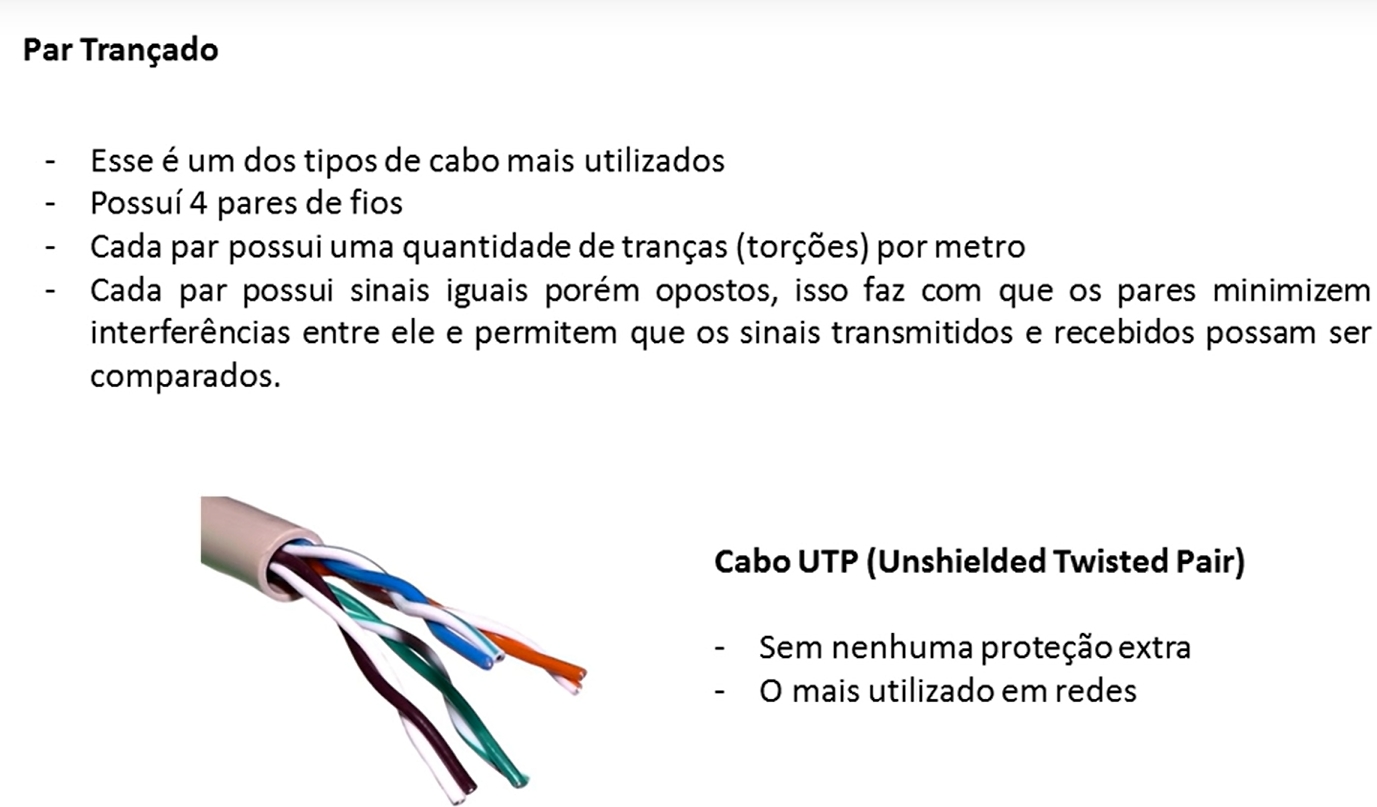 Par Trançado
- Esse é um dos tipos de cabo mais utilizados
- Possuí 4 pares de fios
- Cada par possui uma quantidade de tranças (torções) por metro
- Cada par possui sinais iguais porém opostos, isso faz com que os pares minimizem
interferências entre ele e permitem que os sinais transmitidos e recebidos possam ser
comparados.
Cabo UTP (Unshielded Twisted Pair)
- Sem nenhuma proteção extra
- O mais utilizado em redes